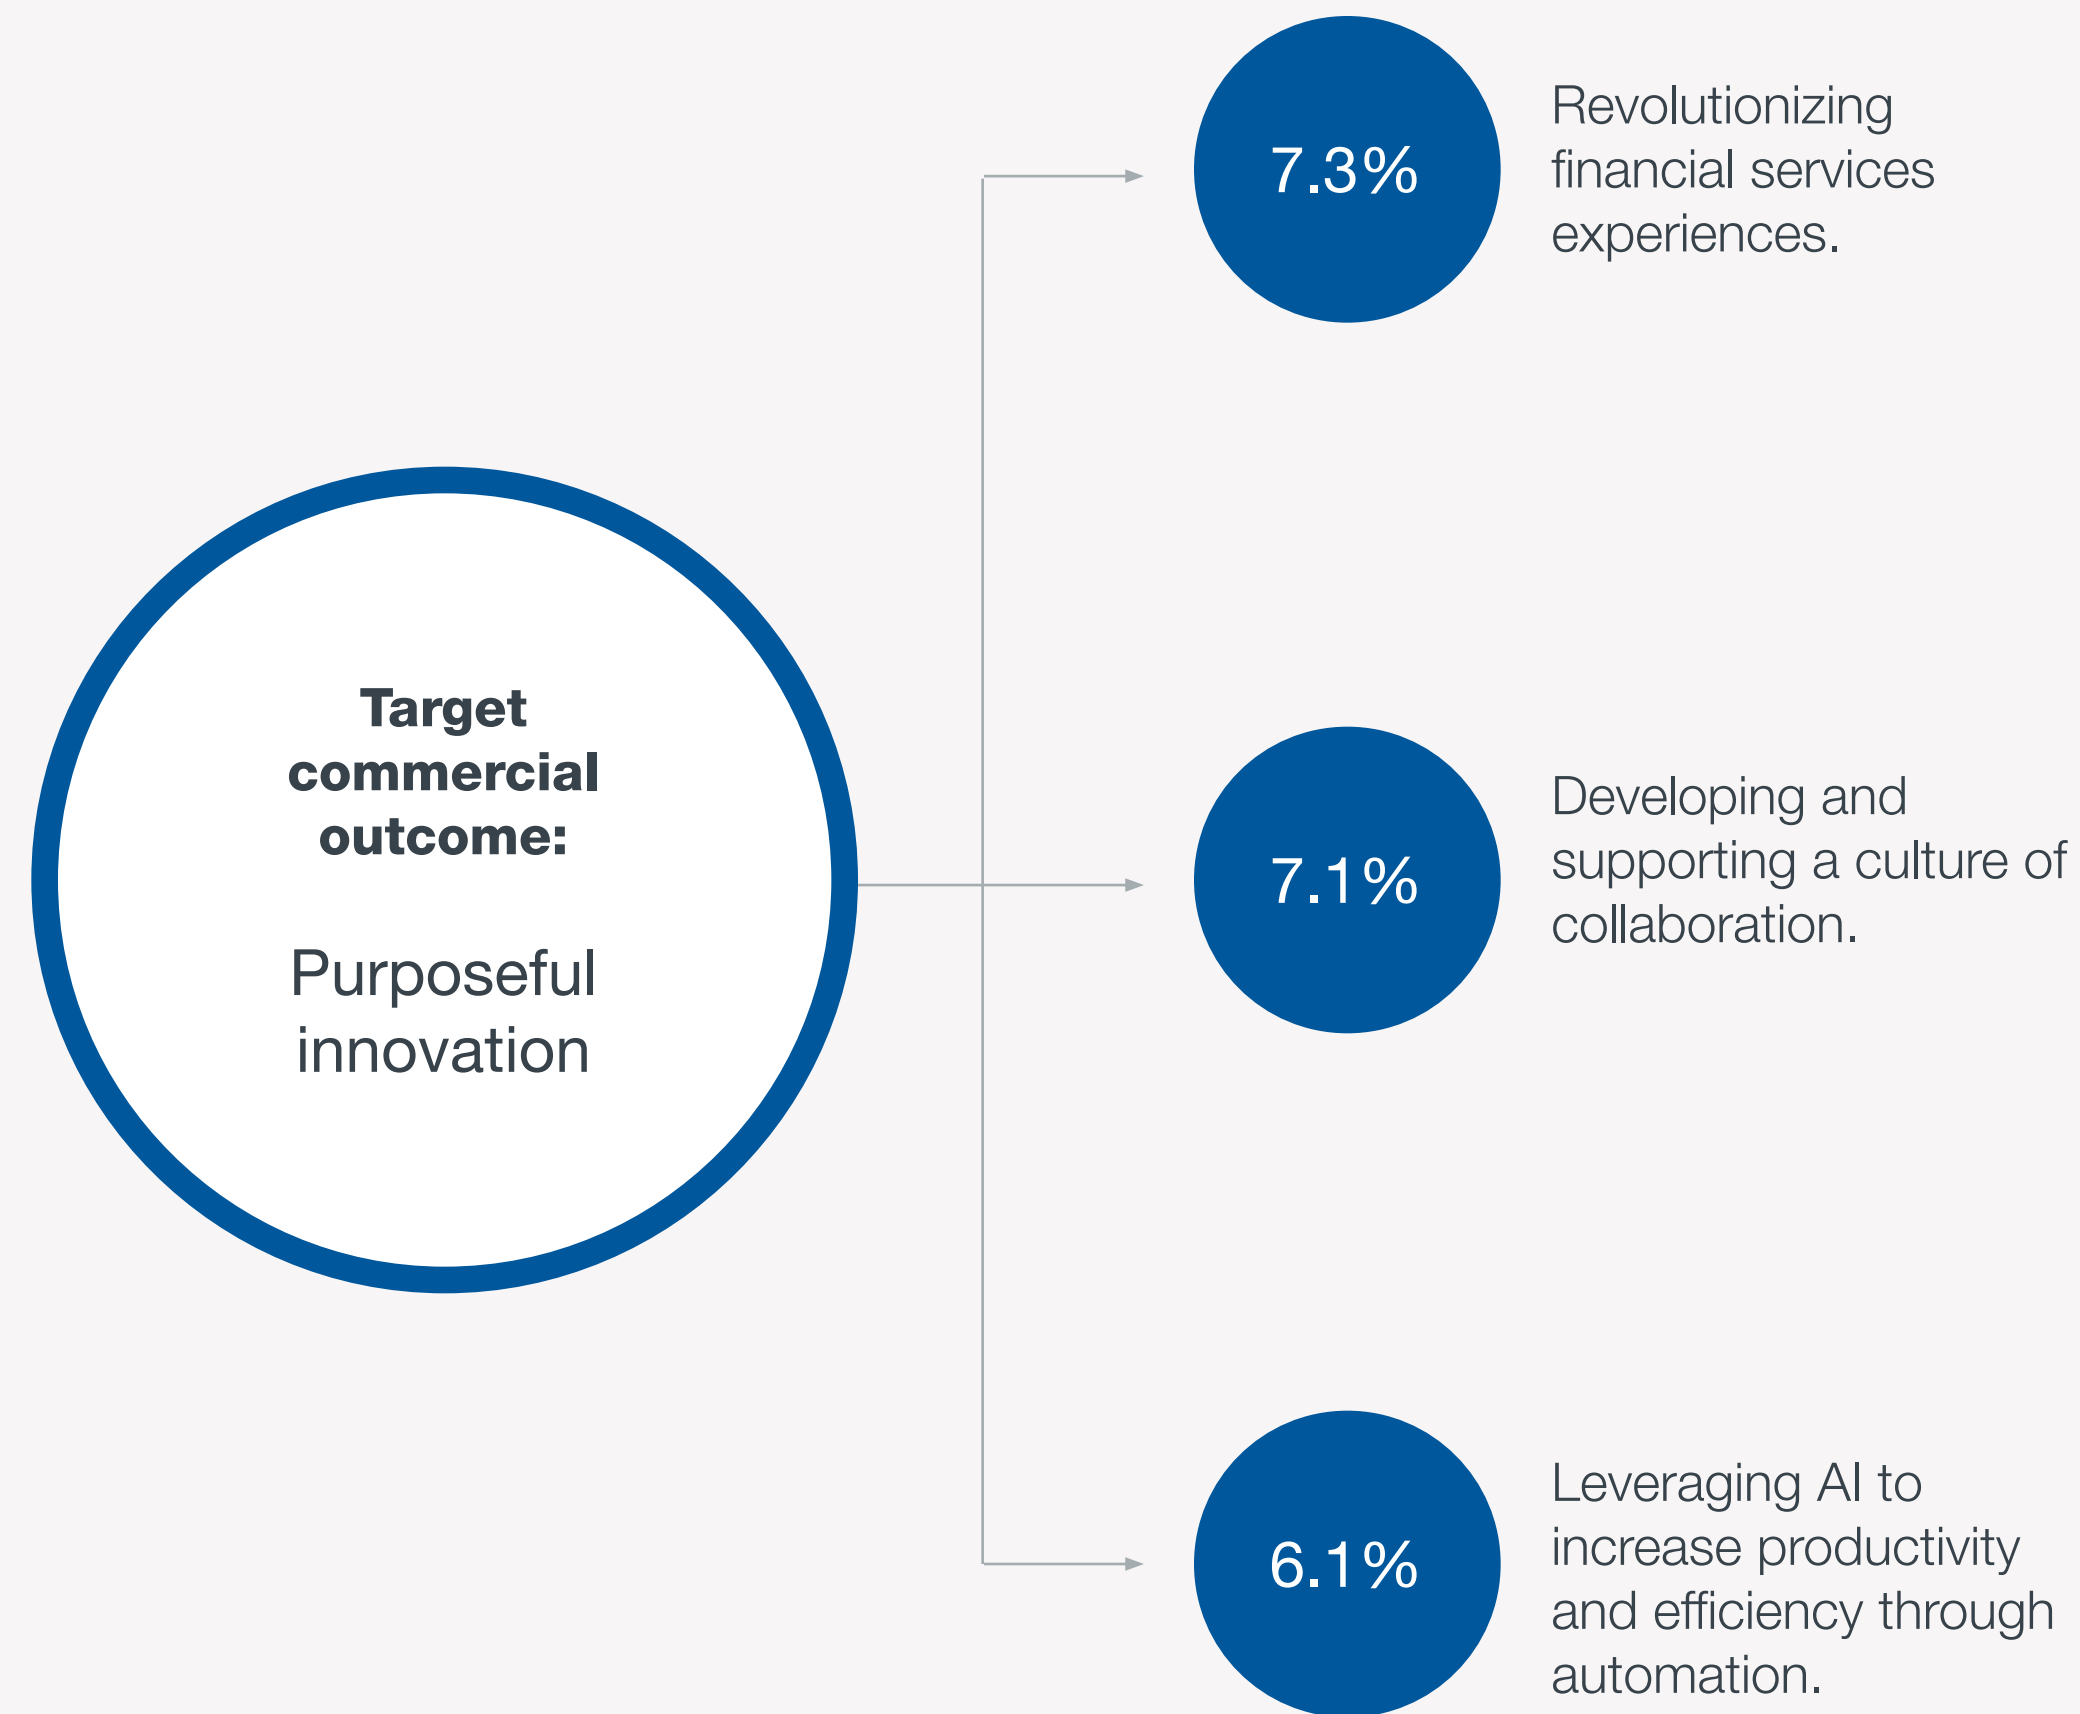 Target
commercial
outcome:
Purposeful
innovation
7.3%
Revolutionizing
financial services
experiences.
7.1%
Developing and
supporting a culture of
collaboration.
6.1%
Leveraging AI to
increase productivity
and efficiency through
automation.